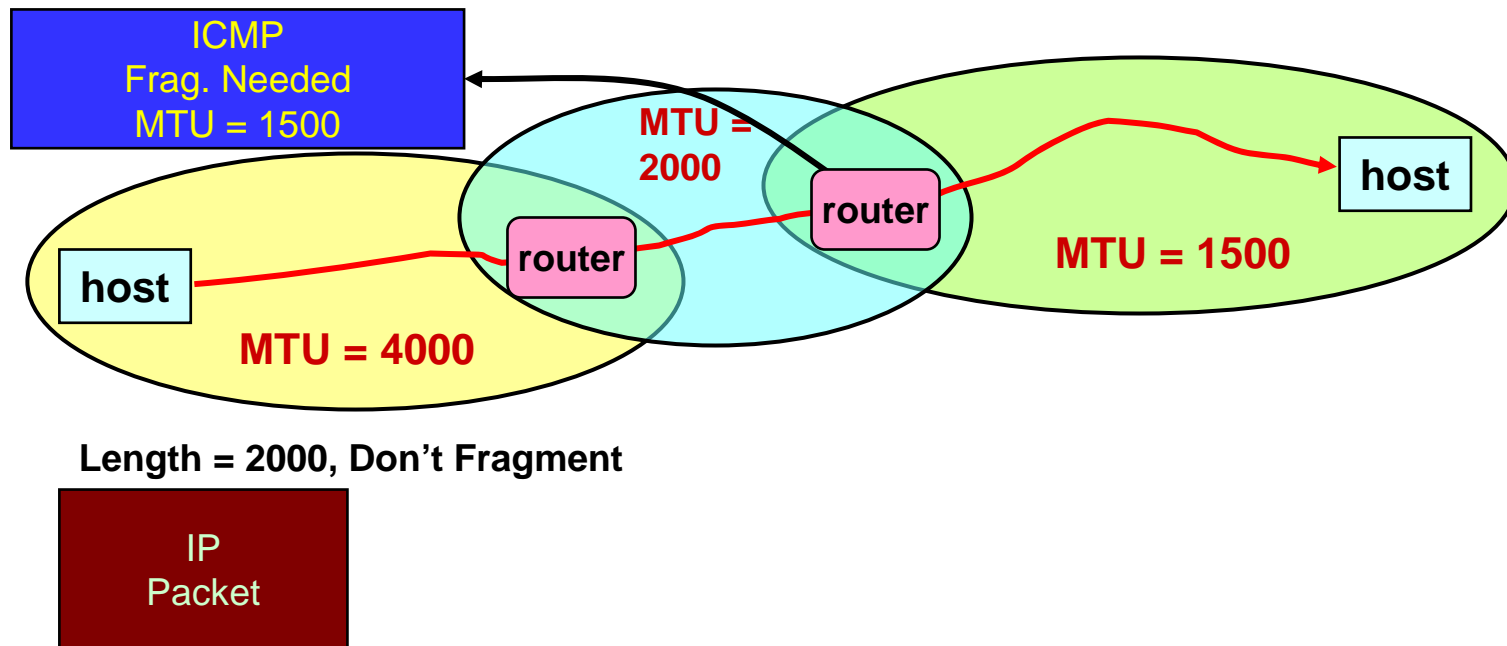 ICMP
Frag. Needed
MTU = 1500
MTU =
2000
router
host
router
host
MTU = 1500
MTU = 4000
Length = 2000, Don’t Fragment
IP
Packet